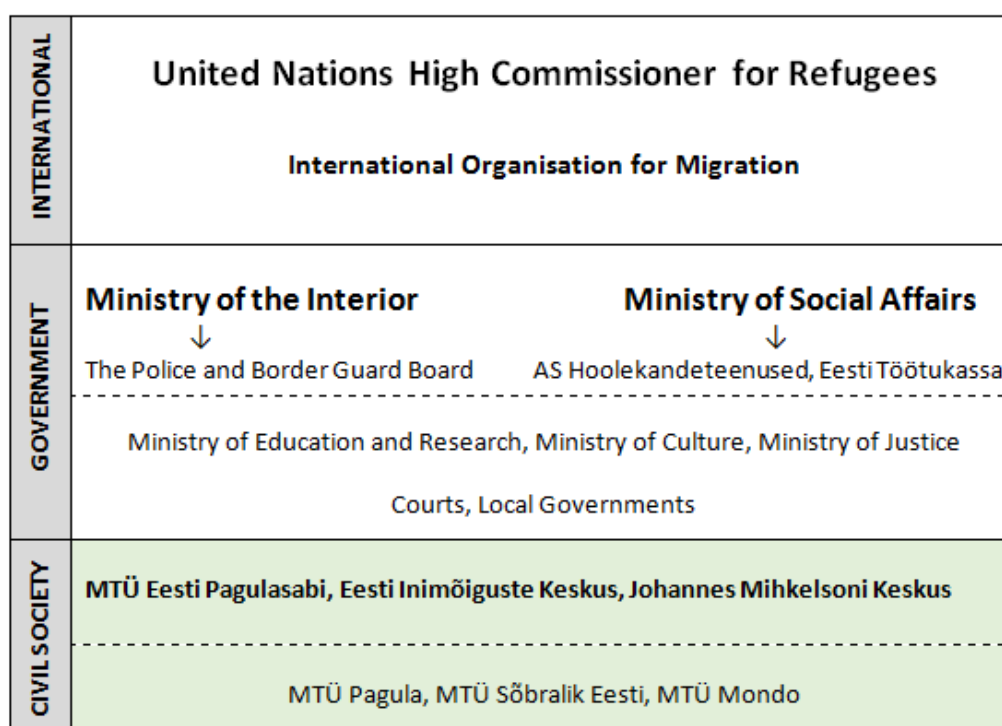 INTERNATIONAL
United Nations High Commissioner for Refugees
International Organisation for Migration
GOVERNMENT
Ministry of the Interior
Ministry of Social Affairs
↓
↓
The Police and Border Guard Board
AS Hoolekandeteenused, Eesti Töötukassa
Ministry of Education and Research, Ministry of Culture, Ministry of Justice
Courts, Local Governments
CIVIL SOCIETY
MTÜ Eesti Pagulasabi, Eesti Inimõiguste Keskus, Johannes Mihkelsoni Keskus
MTÜ Pagula, MTÜ Sõbralik Eesti, MTÜ Mondo